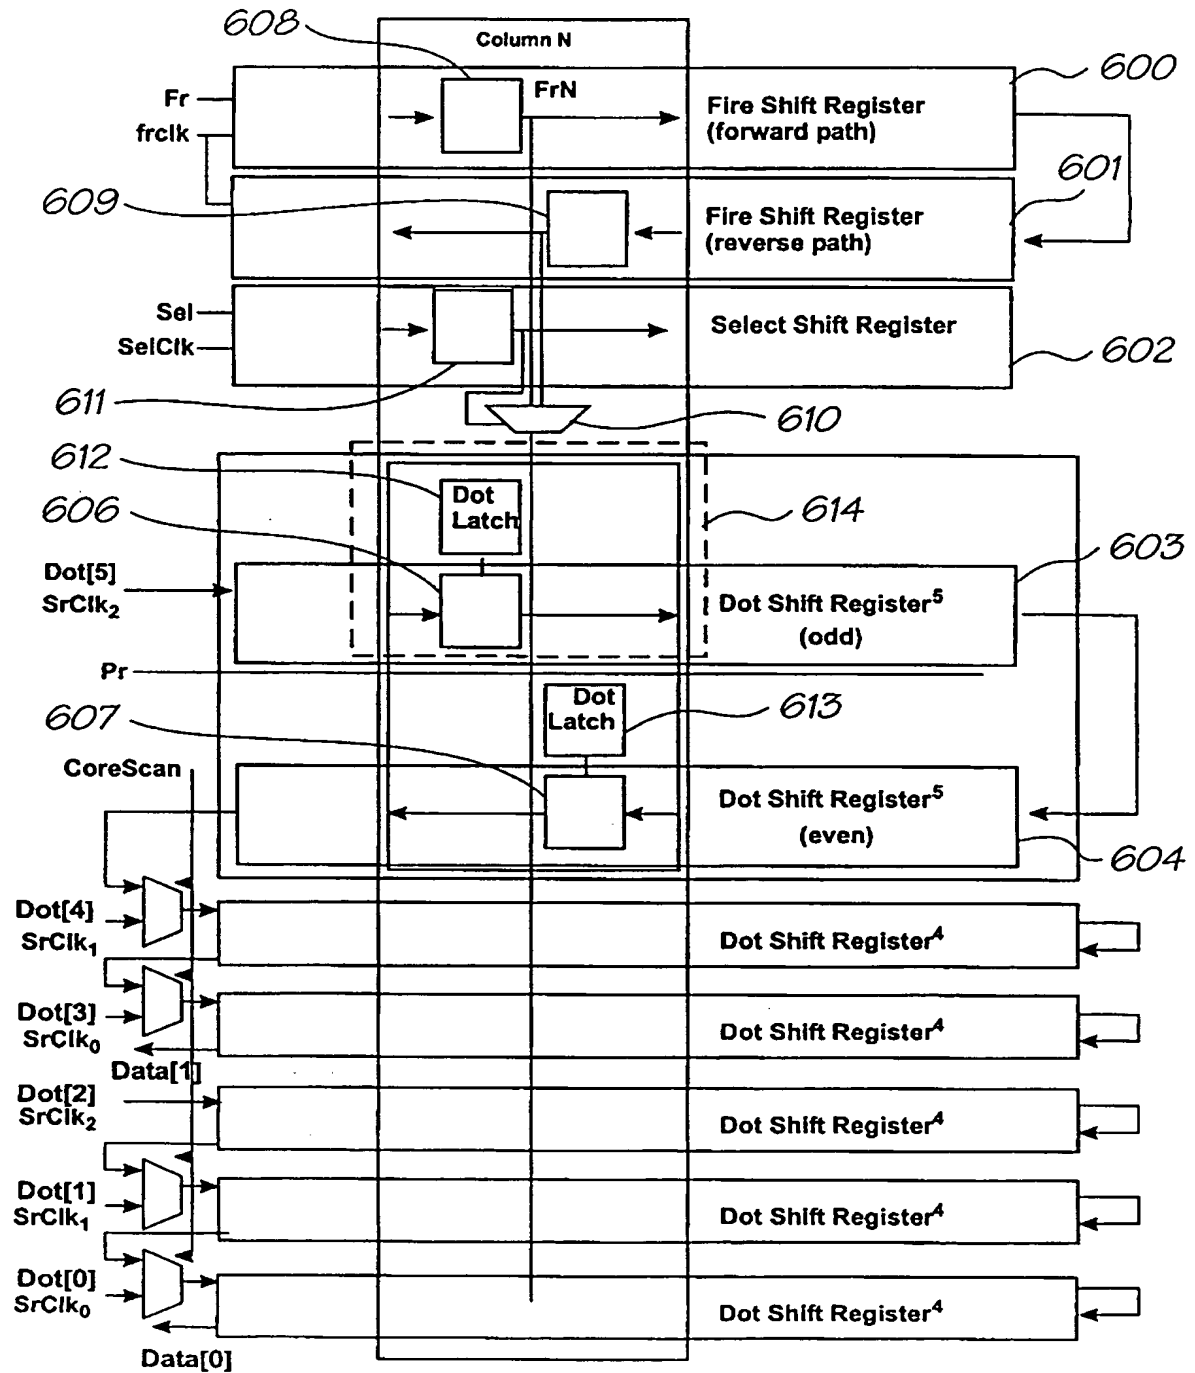 608
Column N
600
Fr
FrN
Fire Shift Register
(forward path)
frclk
601
609
Fire Shift Register
(reverse path)
Sel
Select Shift Register
SelClk
602
611
610
612
Dot
Latch
614
606
603
Dot[5]
SrClk2
Dot Shift Register5
(odd)
Pr
Dot
Latch
613
607
CoreScan
Dot Shift Register5
(even)
604
Dot[4]
SrClk1
Dot Shift Register4
Dot[3]
SrClk0
Dot Shift Register4
Data[1]
Dot[2]
SrClk2
Dot Shift Register4
Dot[1]
SrClk1
Dot Shift Register4
Dot[0]
SrClk0
Dot Shift Register4
Data[0]